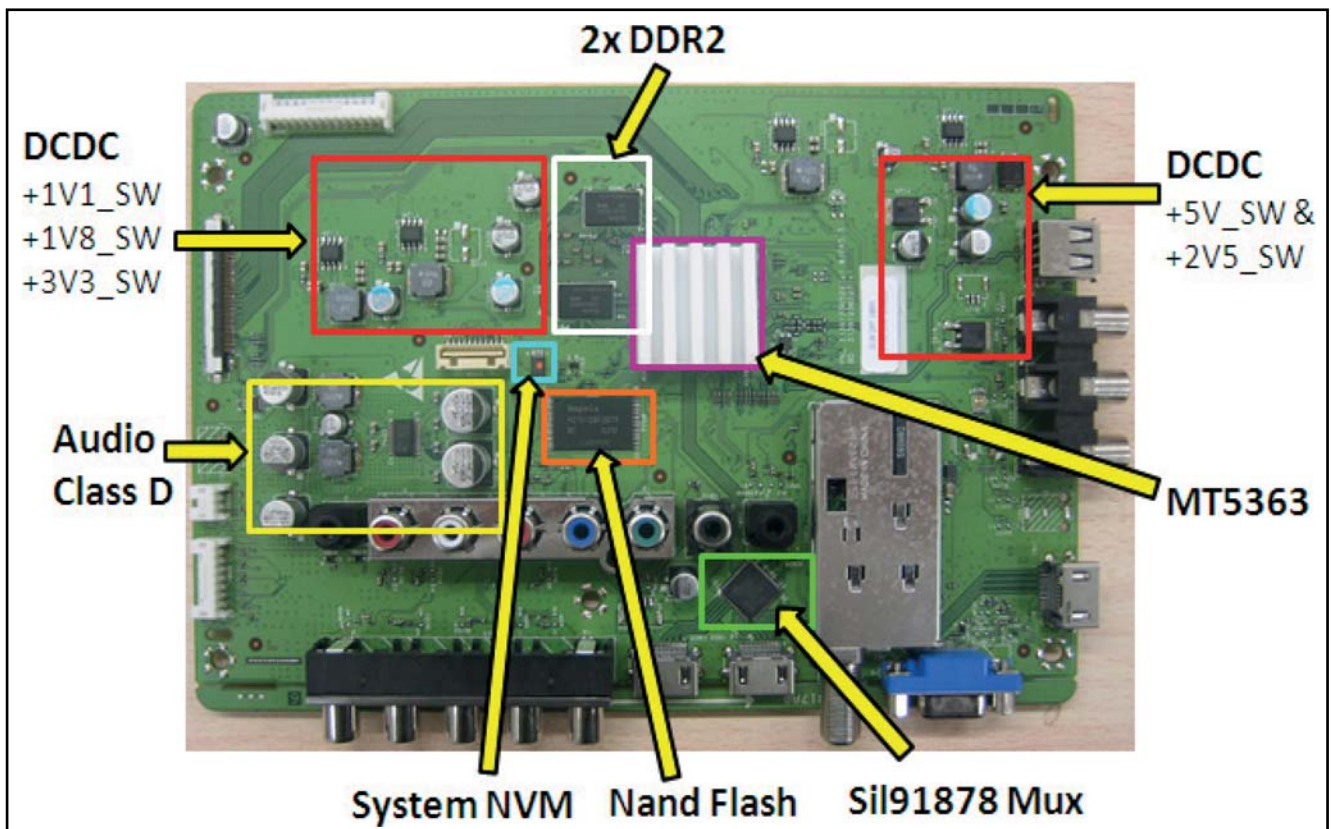 2x DDR2
DCDC
+1V1_SW
+1V8_SW
+3V3_SW
DCDC
+5V_SW &
+2V5_SW
Audio
Class D
MT5363
System NVM
Nand Flash
Sil91878 Mux